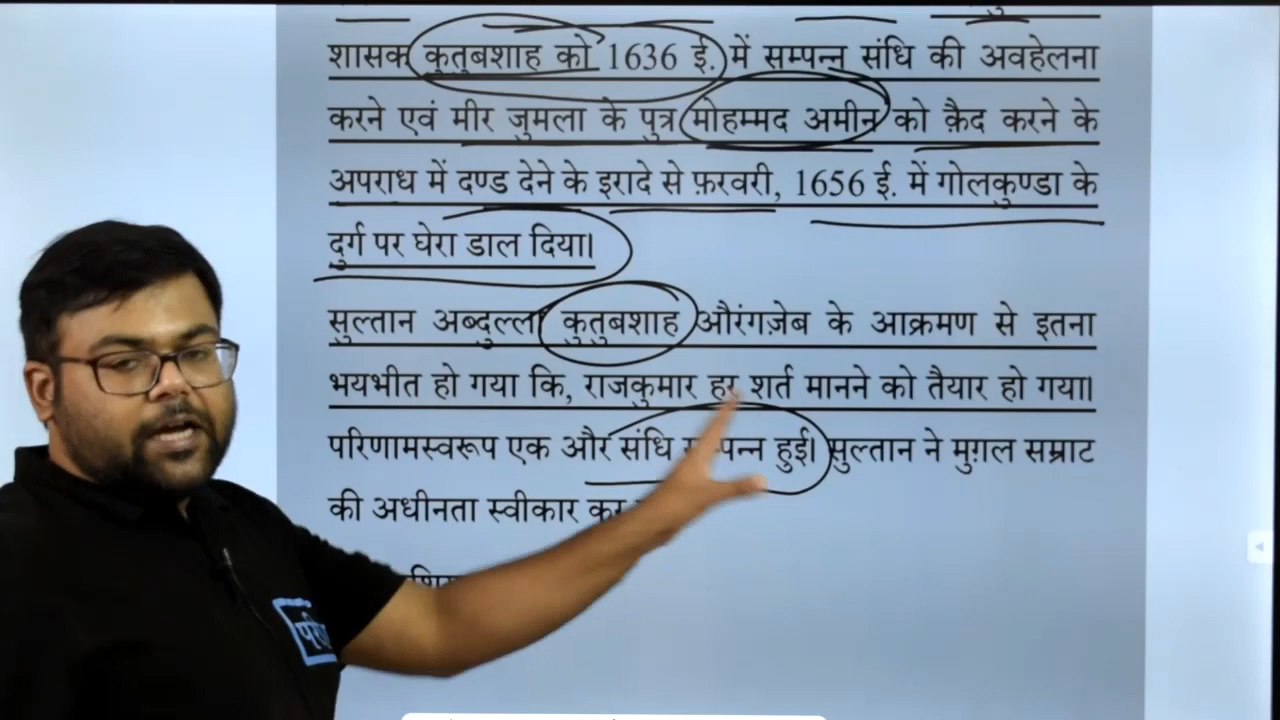 शासक कुतुबशाह को 1636 ई. में सम्पन्न संधि की अवहेलना
करने एवं मीर जुमला के पुत्र मोहम्मद अमीन को क़ैद करने के
अपराध में दण्ड देने के इरादे से फ़रवरी, 1656 ई. में गोलकुण्डा के
दुर्ग पर घेरा डाल दिया।
सुल्तान अब्दुल्ला कुतुबशाह औरंगज़ेब के आक्रमण से इतना
भयभीत हो गया कि, राजकुमार हर शर्त मानने को तैयार हो गया।
परिणामस्वरूप एक और संधि हुई। सुल्तान ने मुग़ल सम्राट
की अधीनता स्वीकार कर